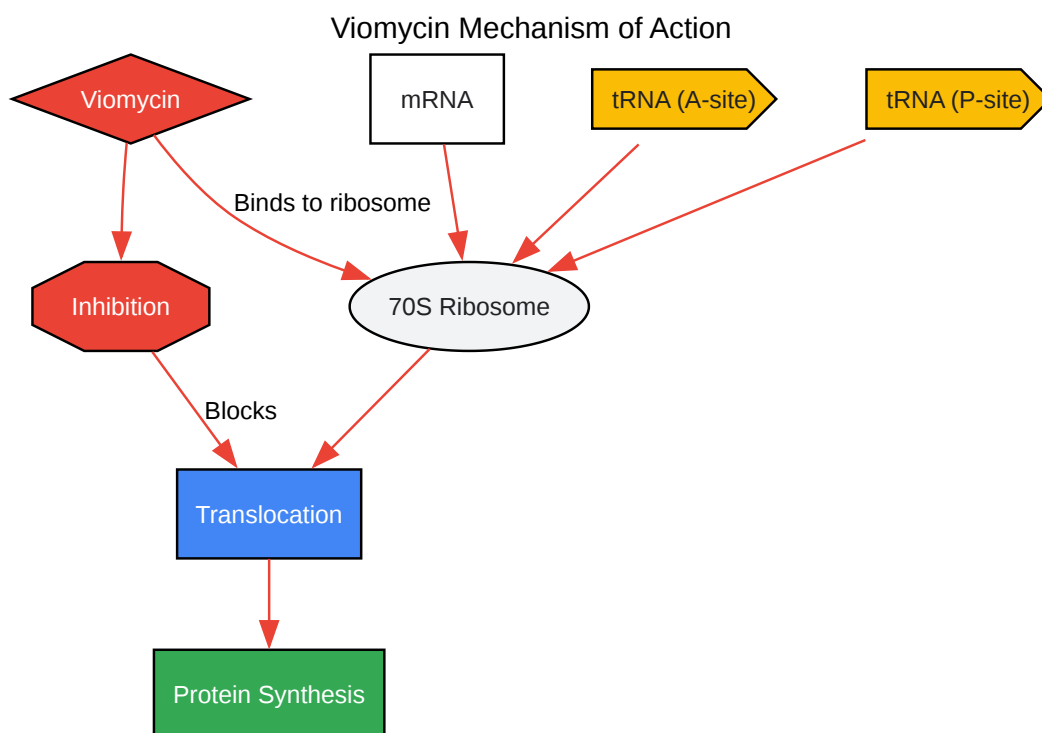 Viomycin Mechanism of Action
Viomycin
mRNA
tRNA (A-site)
tRNA (P-site)
Binds to ribosome
Inhibition
70S Ribosome
Blocks
Translocation
Protein Synthesis